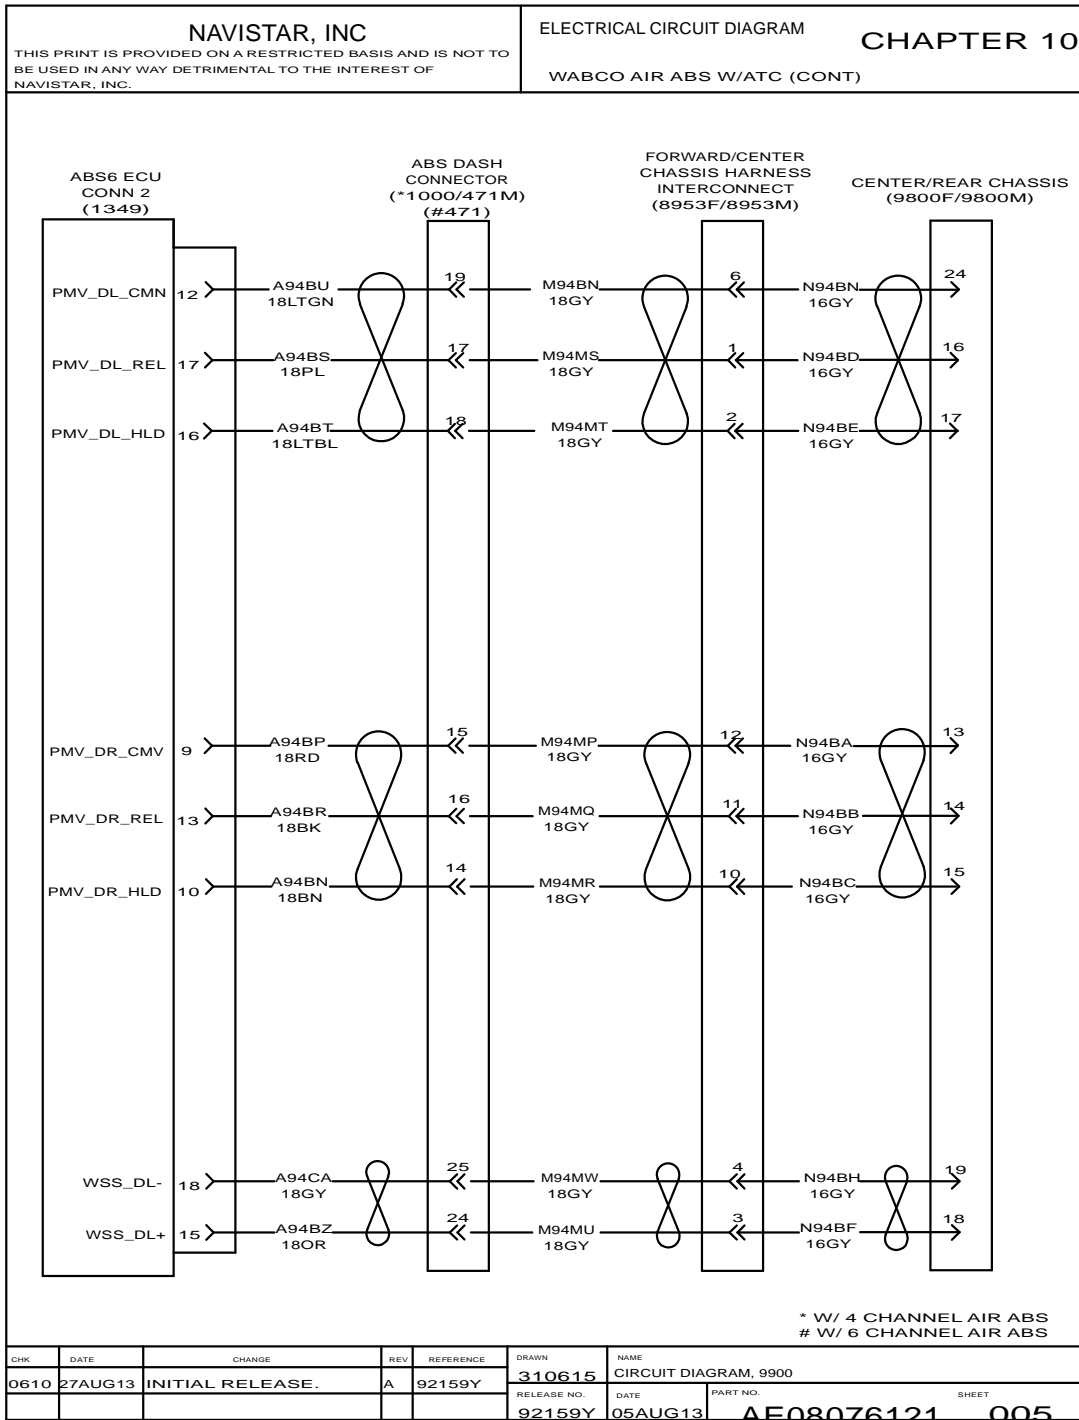 NAVISTAR, INC
THIS PRINT IS PROVIDED ON A RESTRICTED BASIS AND IS NOT TO
BE USED IN ANY WAY DETRIMENTAL TO THE INTEREST OF
NAVISTAR, INC.
ELECTRICAL CIRCUIT DIAGRAM
CHAPTER 10
WABCO AIR ABS W/ATC (CONT)
ABS6 ECU
CONN 2
(1349)
ABS DASH
CONNECTOR
(*1000/471M)
(#471)
FORWARD/CENTER
CHASSIS HARNESS
INTERCONNECT
(8953F/8953M)
CENTER/REAR CHASSIS
(9800F/9800M)
PMV_DL_CMN 12 A94BU 19 M94BN 6 N94BN 24
18LTGN 18GY 16GY
PMV_DL_REL 17 A94BS 17 M94MS 1 N94BD 16
18PL 18GY 16GY
PMV_DL_HLD 16 A94BT 18 M94MT 2 N94BE 17
18LTBL 18GY 16GY
PMV_DR_CMV 9 A94BP 15 M94MP 12 N94BA 13
18RD 18GY 16GY
PMV_DR_REL 13 A94BR 16 M94MQ 11 N94BB 14
18BK 18GY 16GY
PMV_DR_HLD 10 A94BN 14 M94MR 10 N94BC 15
18BN 18GY 16GY
WSS_DL- 18 A94CA 25 M94MW 4 N94BH 19
18GY 18GY 16GY
WSS_DL+ 15 A94BZ 24 M94MU 3 N94BF 18
18OR 18GY 16GY
* W/ 4 CHANNEL AIR ABS
# W/ 6 CHANNEL AIR ABS
CHK DATE CHANGE REV REFERENCE
0610 27AUG13 INITIAL RELEASE. A 92159Y
DRAWN
310615
NAME
CIRCUIT DIAGRAM, 9900
RELEASE NO.
92159Y
DATE
05AUG13
PART NO.
AE08076121
SHEET
005